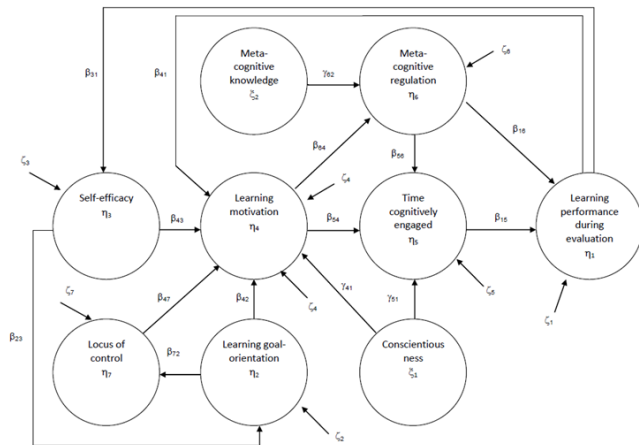 Meta-
cognitive
knowledge
ξ2
γ62
Meta-
cognitive
regulation
η6
ζ6
β31
β41
β64
β56
β16
ζ3
Self-efficacy
η3
β43
Learning
motivation
η4
ζ4
β54
Time
cognitively
engaged
η5
β15
Learning
performance
during
evaluation
η1
ζ7
β47
β42
ζ4
γ41
γ51
ζ5
ζ1
β23
Locus of
control
η7
β72
Learning goal-
orientation
η2
Conscientious
ness
ξ1
ζ2